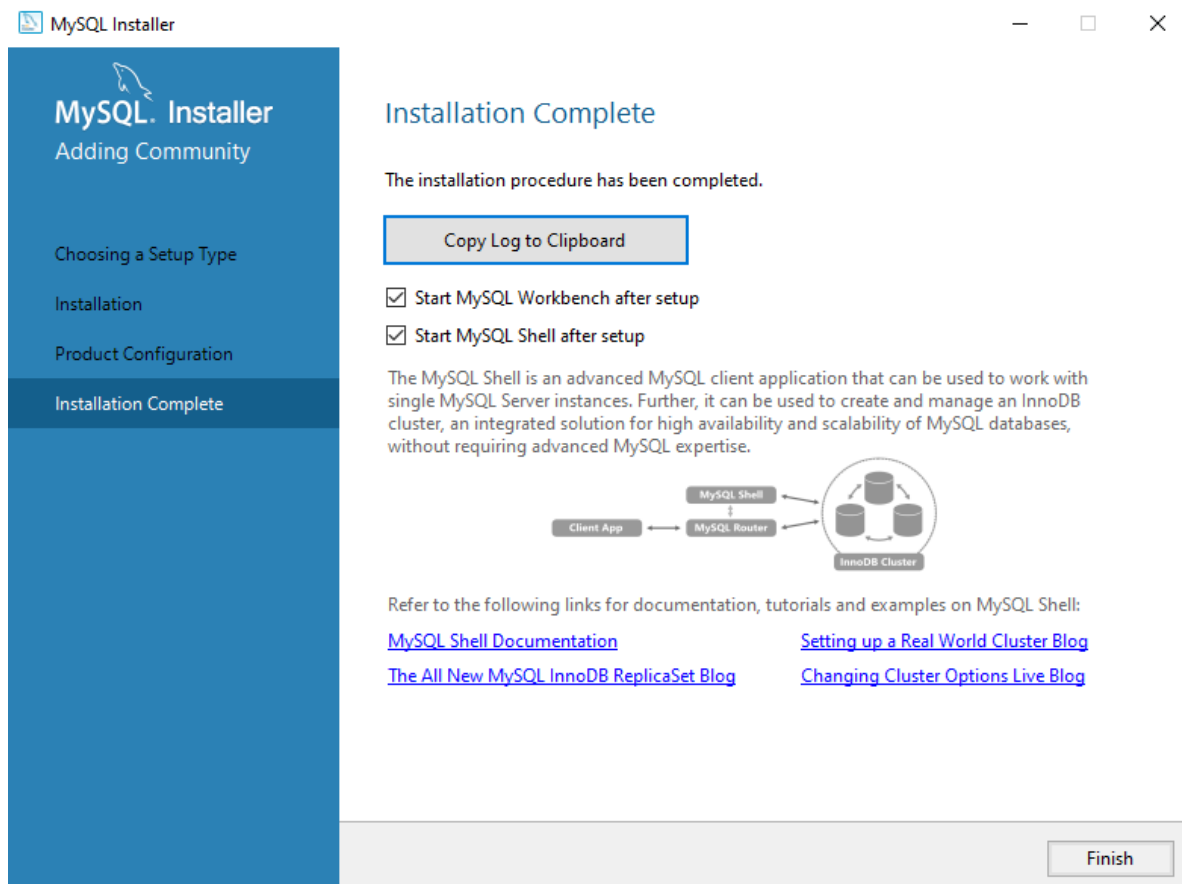 MySQL Installer
MySQL. Installer
Adding Community
Choosing a Setup Type
Installation
Product Configuration
Installation Complete
Installation Complete
The installation procedure has been completed.
Copy Log to Clipboard
Start MySQL Workbench after setup
Start MySQL Shell after setup
The MySQL Shell is an advanced MySQL client application that can be used to work with
single MySQL Server instances. Further, it can be used to create and manage an InnoDB
cluster, an integrated solution for high availability and scalability of MySQL databases,
without requiring advanced MySQL expertise.
MySQL Shell
Client App
MySQL Router
InnoDB Cluster
Refer to the following links for documentation, tutorials and examples on MySQL Shell:
MySQL Shell Documentation
Setting up a Real World Cluster Blog
The All New MySQL InnoDB ReplicaSet Blog
Changing Cluster Options Live Blog
Finish